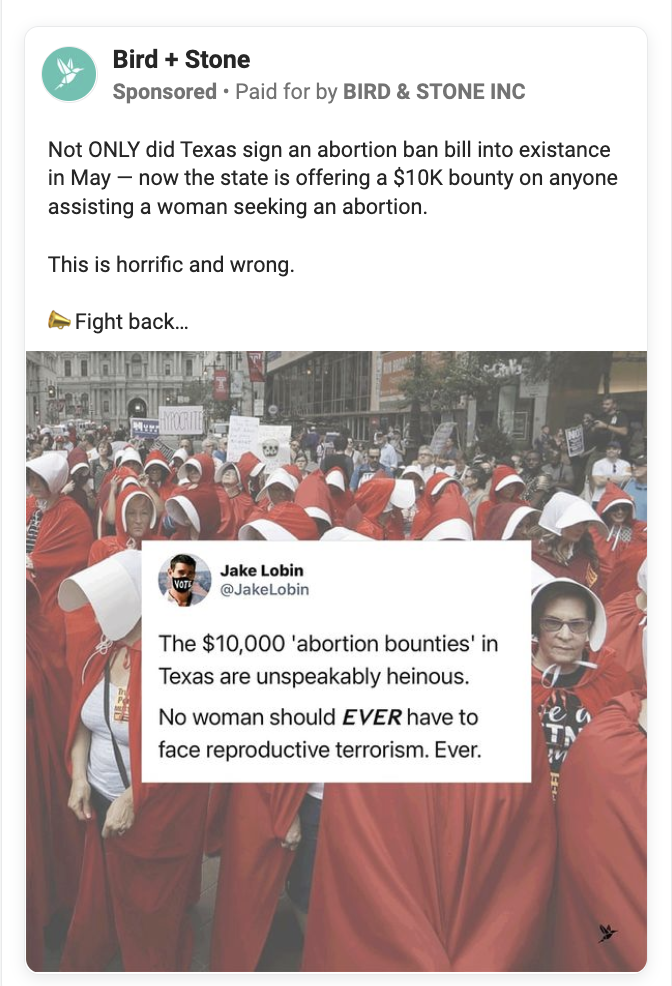 Bird + Stone
Sponsored • Paid for by BIRD & STONE INC
Not ONLY did Texas sign an abortion ban bill into existance
in May — now the state is offering a $10K bounty on anyone
assisting a woman seeking an abortion.
This is horrific and wrong.
📣Fight back…
HYPOCRITE
VOTE
Jake Lobin
@JakeLobin
The $10,000 'abortion bounties' in
Texas are unspeakably heinous.
No woman should EVER have to
face reproductive terrorism. Ever.